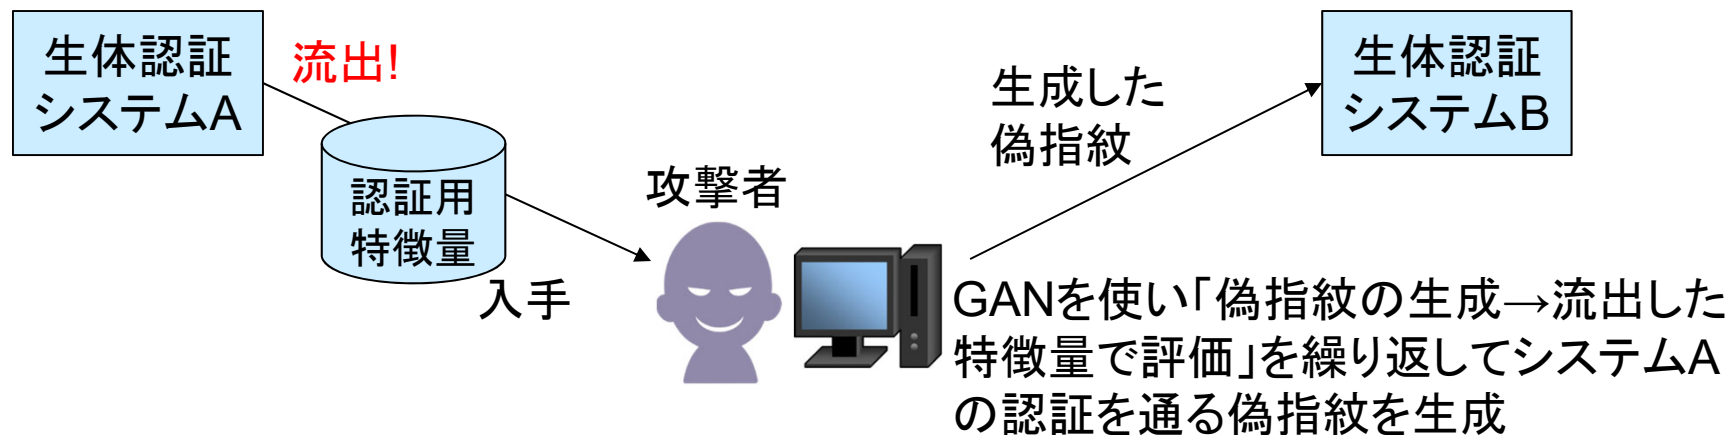 生体認証
システムA
流出!
認証用
特徴量
入手
攻撃者
生成した
偽指紋
生体認証
システムB
GANを使い「偽指紋の生成→流出した
特徴量で評価」を繰り返してシステムA
の認証を通る偽指紋を生成